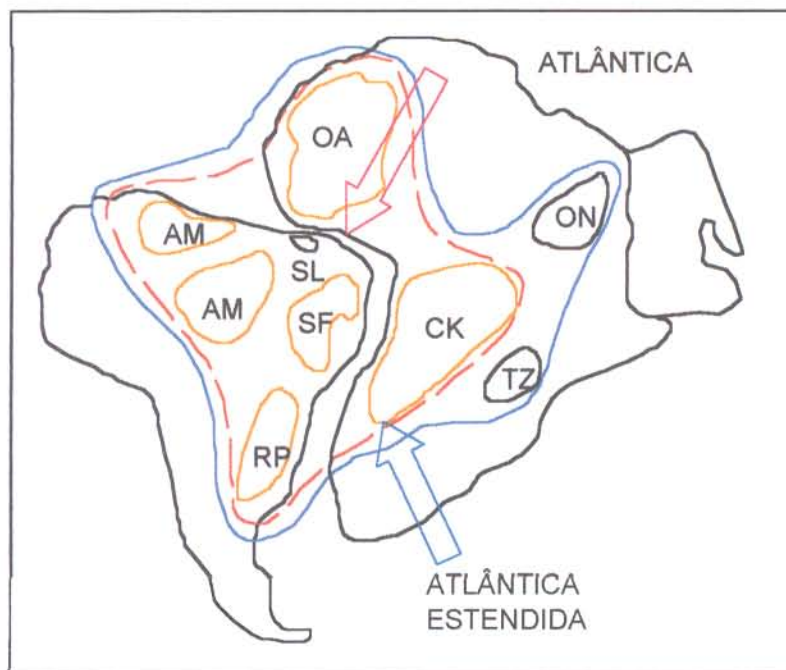 ATLÂNTICA
OA
ON
AM
SL
AM
SF
CK
TZ
RP
ATLÂNTICA
ESTENDIDA